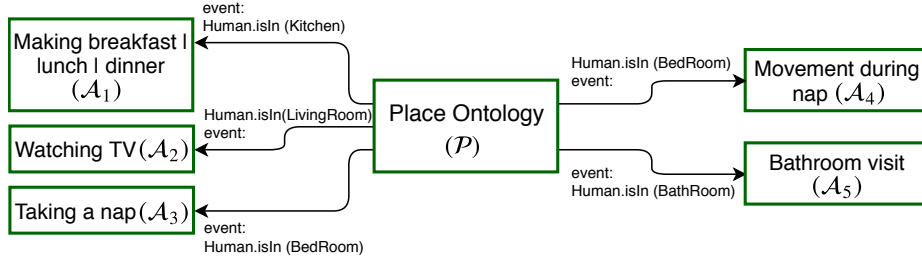 event:
Human.isIn (Kitchen)
Making breakfast |
lunch | dinner
(𝒜₁)
Human.isIn(LivingRoom)
event:
Watching TV(𝒜₂)
Taking a nap(𝒜₃)
event:
Human.isIn (BedRoom)
Place Ontology
(𝒫)
Human.isIn (BedRoom)
event:
Movement during
nap (𝒜₄)
event:
Human.isIn (BathRoom)
Bathroom visit
(𝒜₅)